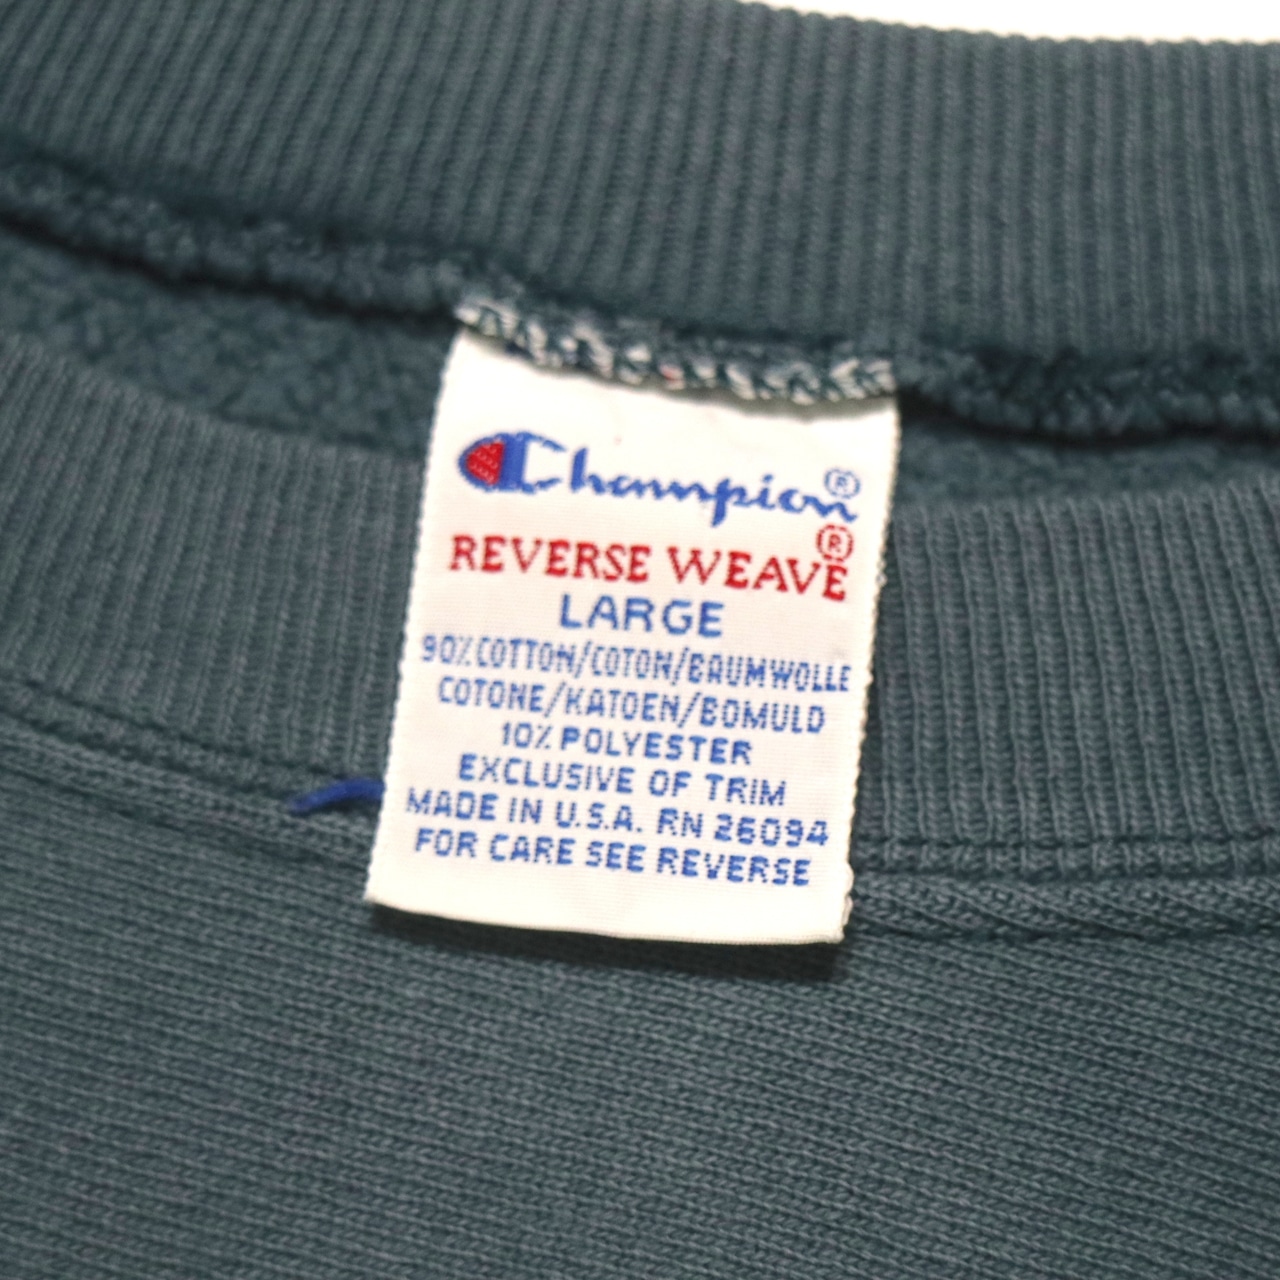 Champion®
REVERSE WEAVE®
LARGE
90% COTTON/COTON/BAUMWOLLE
COTONE/KATOEN/BOMULD
10% POLYESTER
EXCLUSIVE OF TRIM
MADE IN U.S.A. RN 26094
FOR CARE SEE REVERSE